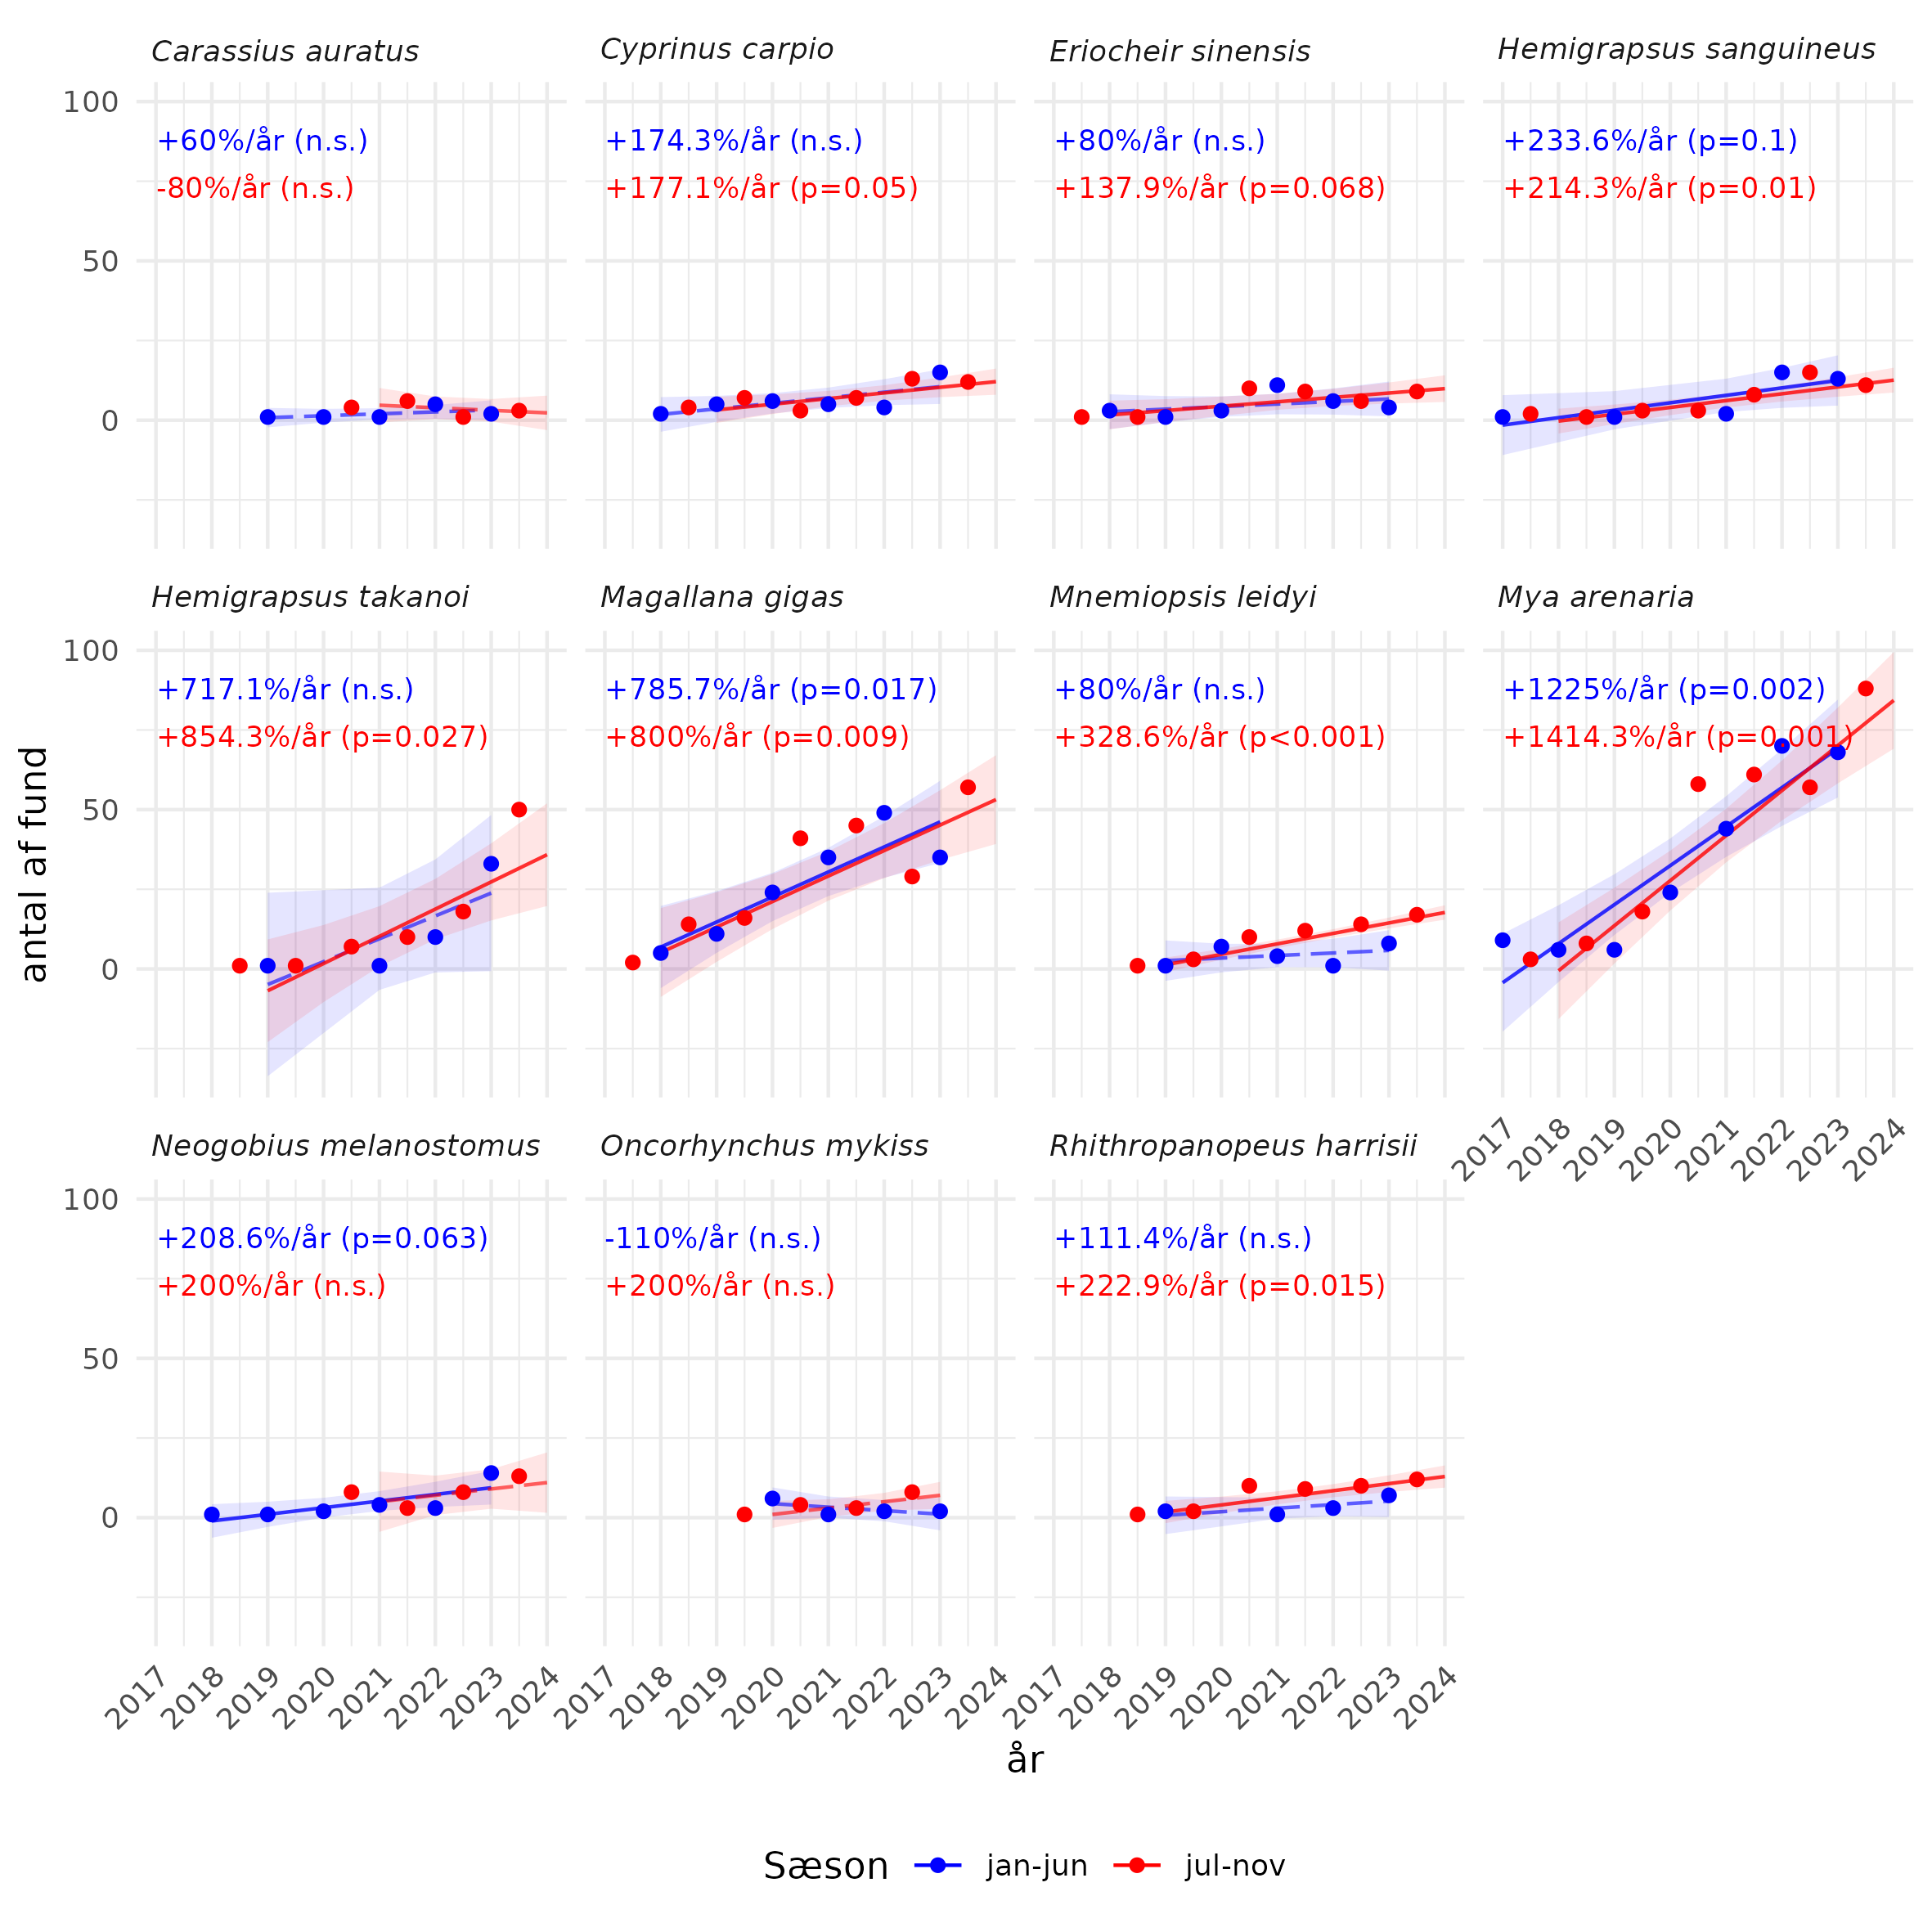 Carassius auratus
Cyprinus carpio
Eriocheir sinensis
Hemigrapsus sanguineus
100
50
0
+60%/år (n.s.)
-80%/år (n.s.)
+174.3%/år (n.s.)
+177.1%/år (p=0.05)
+80%/år (n.s.)
+137.9%/år (p=0.068)
+233.6%/år (p=0.1)
+214.3%/år (p=0.01)
Hemigrapsus takanoi
Magallana gigas
Mnemiopsis leidyi
Mya arenaria
100
50
0
+717.1%/år (n.s.)
+854.3%/år (p=0.027)
+785.7%/år (p=0.017)
+800%/år (p=0.009)
+80%/år (n.s.)
+328.6%/år (p<0.001)
+1225%/år (p=0.002)
+1414.3%/år (p=0.001)
2017
2018
2019
2020
2021
2022
2023
2024
antal af fund
Neogobius melanostomus
Oncorhynchus mykiss
Rhithropanopeus harrisii
100
50
0
+208.6%/år (p=0.063)
+200%/år (n.s.)
-110%/år (n.s.)
+200%/år (n.s.)
+111.4%/år (n.s.)
+222.9%/år (p=0.015)
2017
2018
2019
2020
2021
2022
2023
2024
2017
2018
2019
2020
2021
2022
2023
2024
2017
2018
2019
2020
2021
2022
2023
2024
år
Sæson
jan-jun
jul-nov